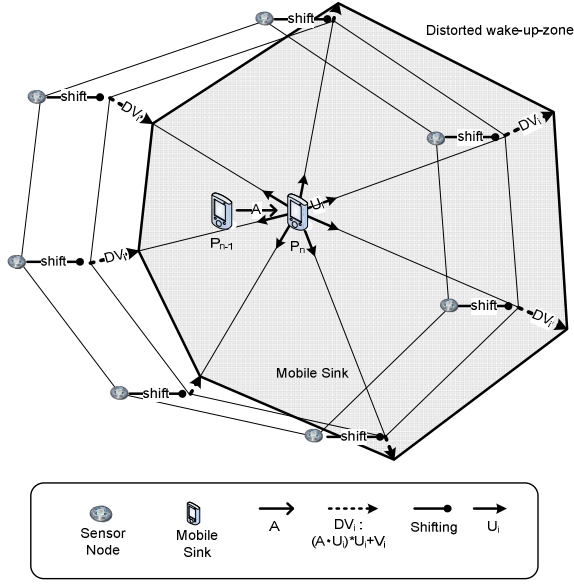 shift
Distorted wake-up-zone
shift
DVi
shift
DVi
A
Ui
Pn-1
Pn
shift
DVi
shift
DVi
Mobile Sink
shift
shift
Sensor
Node
Mobile
Sink
A
DVi :
(A•Ui)*Ui+Vi
Shifting
Ui